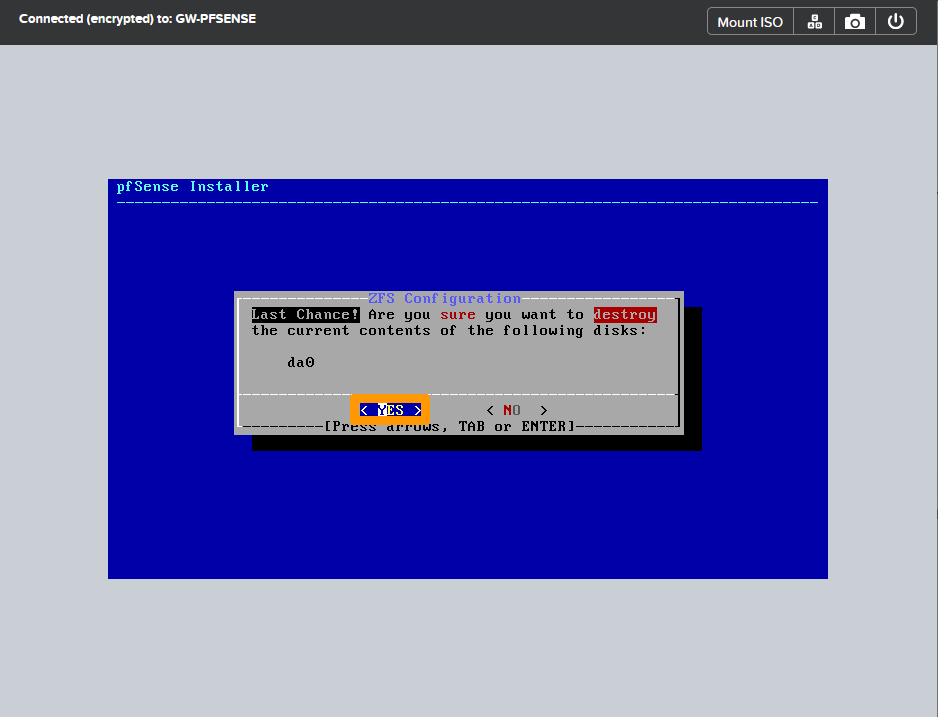 Connected (encrypted) to: GW-PFSENSE
Mount ISO
pfSense Installer
ZFS Configuration
Last Chance! Are you sure you want to destroy
the current contents of the following disks:
da0
< YES > < NO >
[Press arrows, TAB or ENTER]